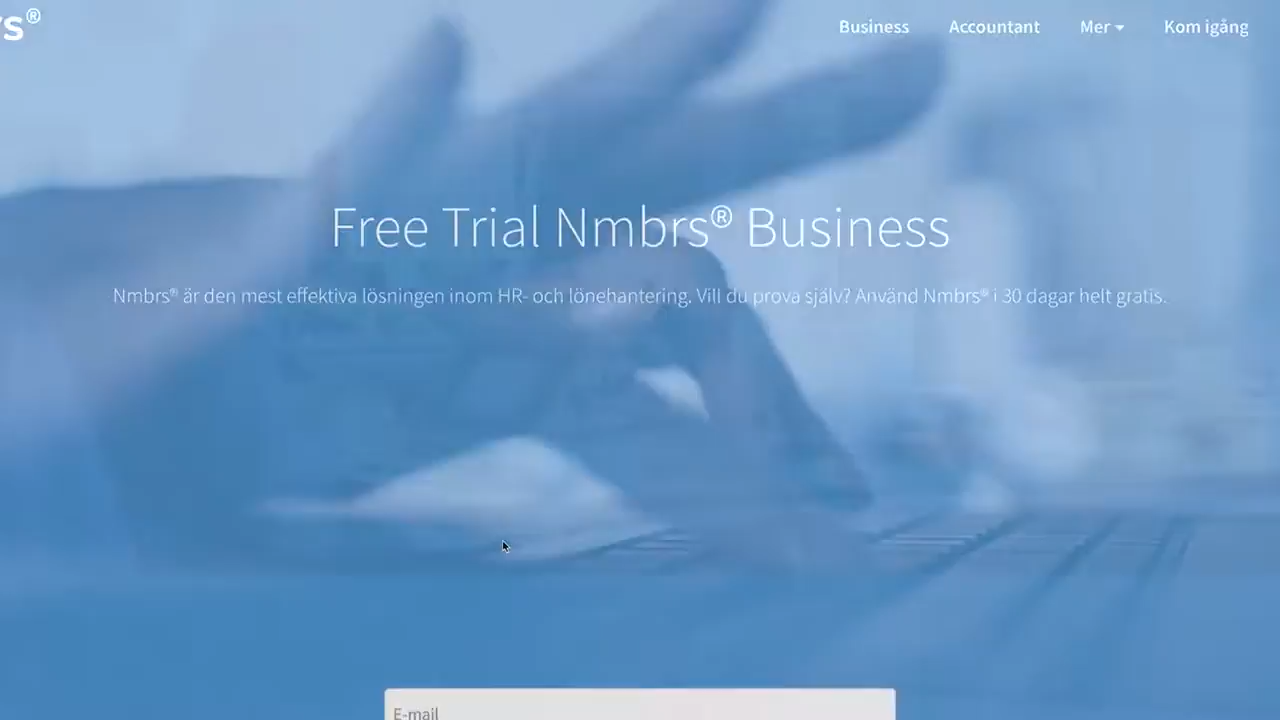 Business Accountant Mer Kom igång
Free Trial Nmbrs® Business
Nmbrs® är den mest effektiva lösningen inom HR- och lönehantering. Vill du prova själv? Använd Nmbrs® i 30 dagar helt gratis.
E-mail